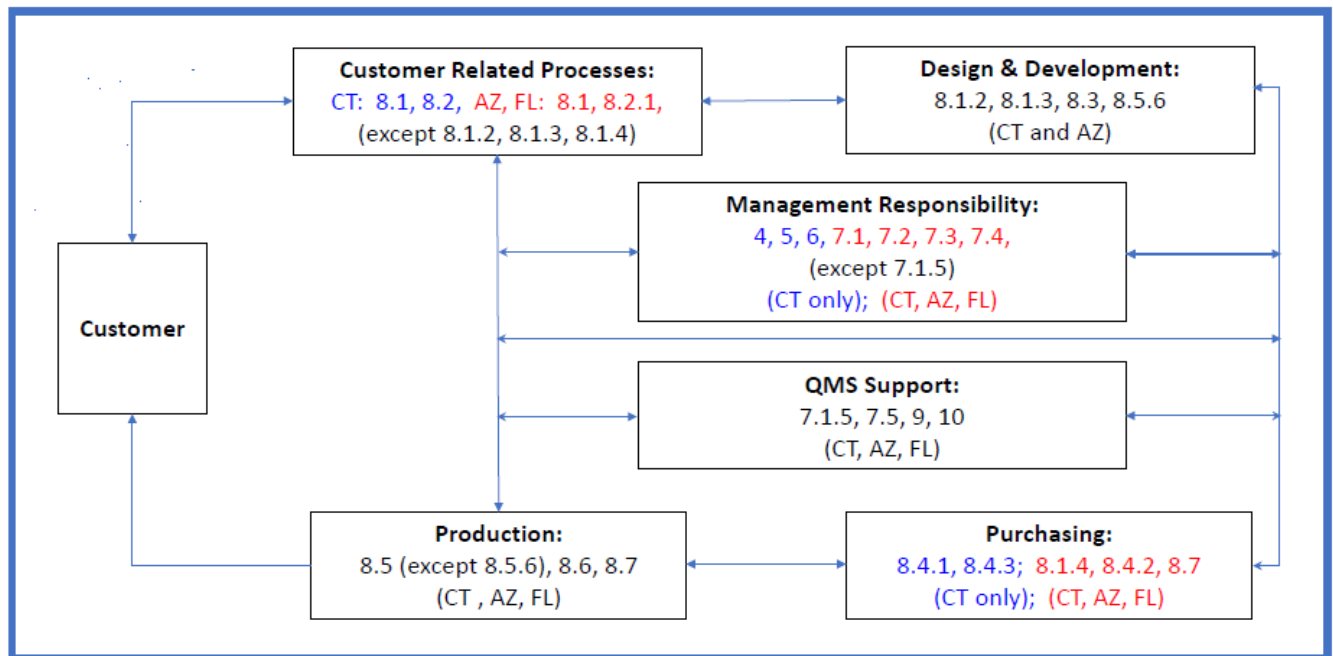 Customer Related Processes:
CT: 8.1, 8.2, AZ, FL: 8.1, 8.2.1,
(except 8.1.2, 8.1.3, 8.1.4)
Design & Development:
8.1.2, 8.1.3, 8.3, 8.5.6
(CT and AZ)
Management Responsibility:
4, 5, 6, 7.1, 7.2, 7.3, 7.4,
(except 7.1.5)
(CT only); (CT, AZ, FL)
Customer
QMS Support:
7.1.5, 7.5, 9, 10
(CT, AZ, FL)
Production:
8.5 (except 8.5.6), 8.6, 8.7
(CT , AZ, FL)
Purchasing:
8.4.1, 8.4.3; 8.1.4, 8.4.2, 8.7
(CT only); (CT, AZ, FL)